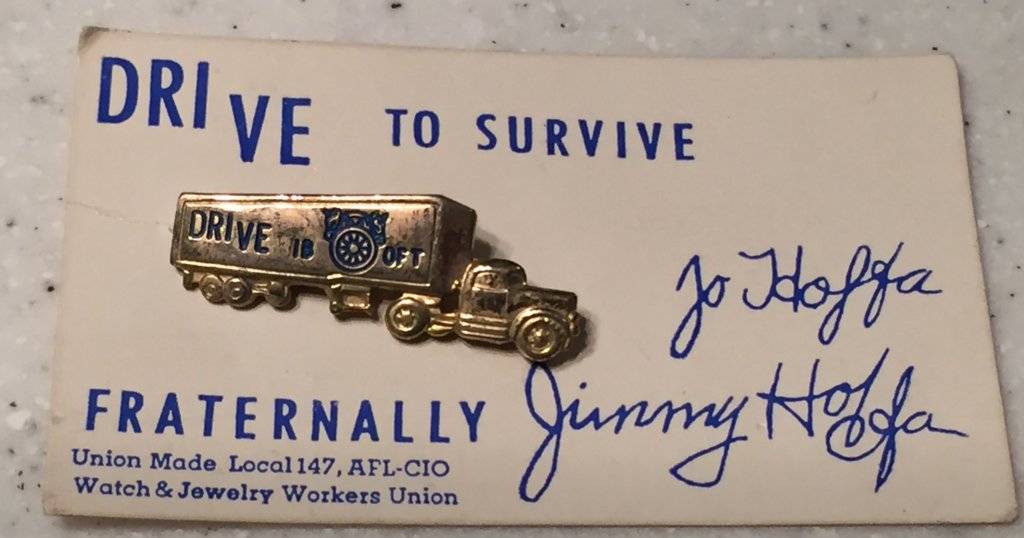 DRIVE TO SURVIVE
DRIVE IB OFT
Jo Hoffa
Jimmy Hoffa
FRATERNALLY
Union Made Local 147, AFL-CIO
Watch & Jewelry Workers Union